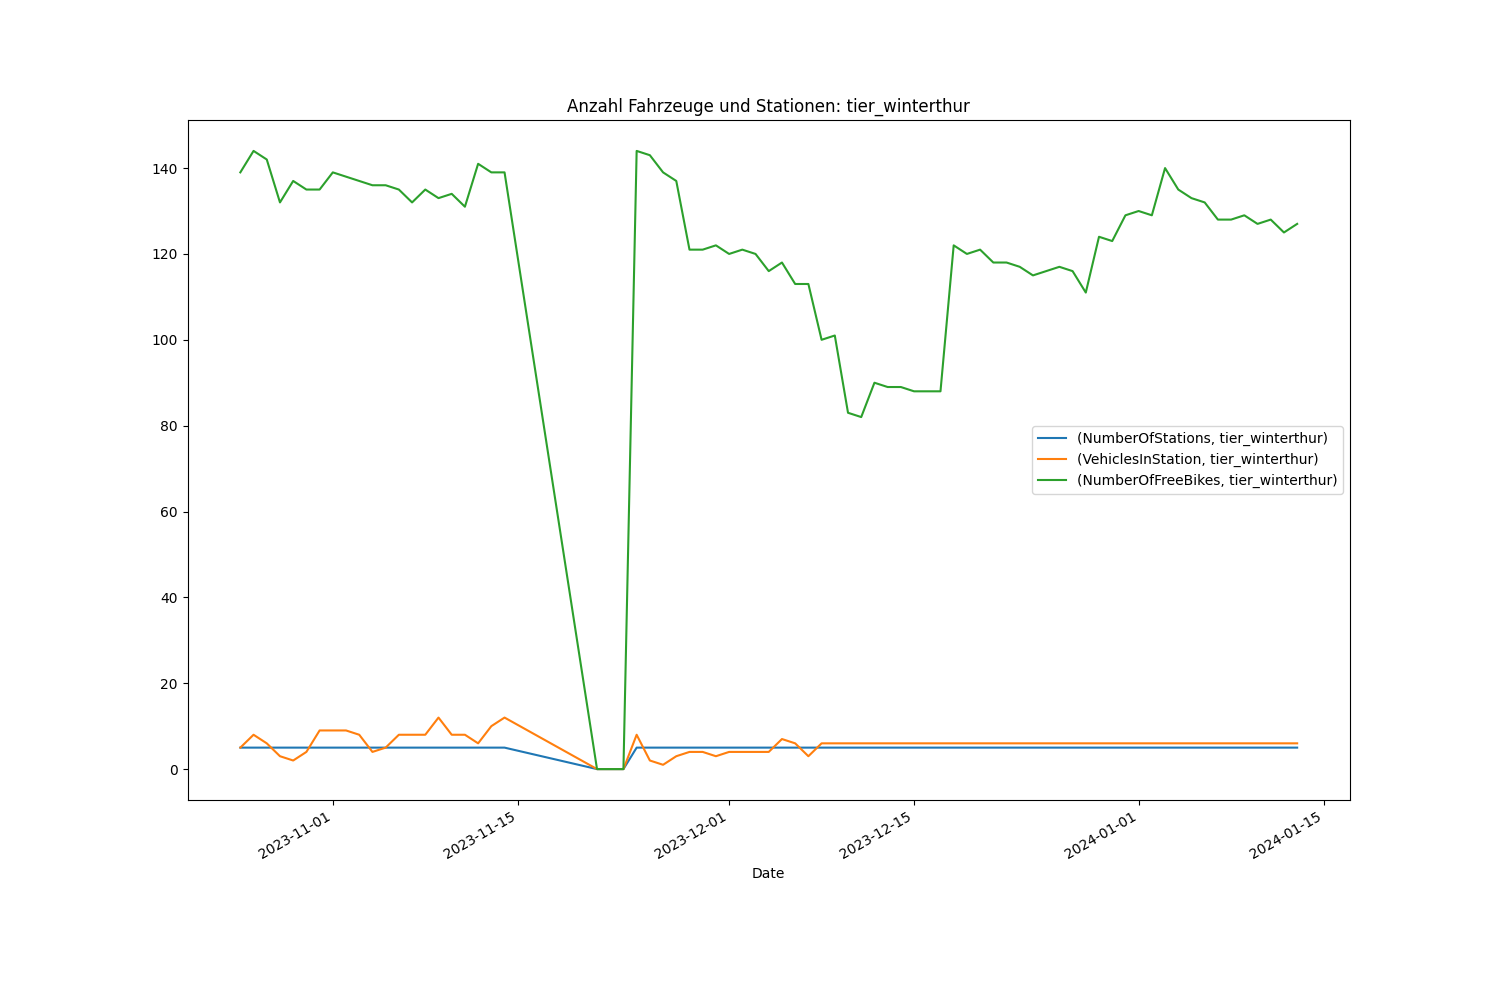 Anzahl Fahrzeuge und Stationen: tier_winterthur
140
120
100
80
60
40
20
0
(NumberOfStations, tier_winterthur)
(VehiclesInStation, tier_winterthur)
(NumberOfFreeBikes, tier_winterthur)
2023-11-01
2023-11-15
2023-12-01
2023-12-15
2024-01-01
2024-01-15
Date